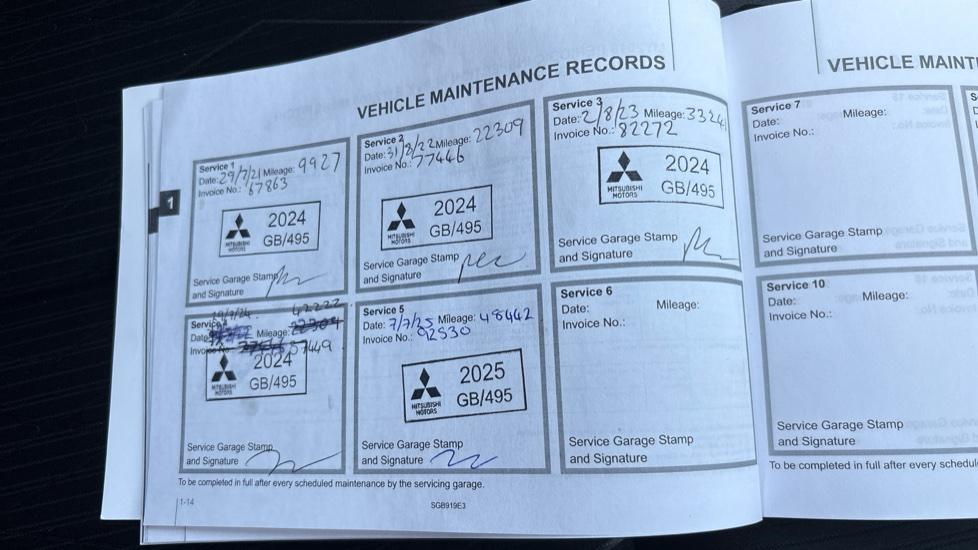 VEHICLE MAINTENANCE RECORDS
Service 1
Date: 29/7/21 Mileage: 9927
Invoice No.: 67863
MITSUBISHI MOTORS
2024
GB/495
Service Garage Stamp
and Signature
Service 2
Date: 31/8/22 Mileage: 22309
Invoice No.: 77446
MITSUBISHI MOTORS
2024
GB/495
Service Garage Stamp
and Signature
Service 3
Date: 2/8/23 Mileage: 3324
Invoice No.: 82272
MITSUBISHI MOTORS
2024
GB/495
Service Garage Stamp
and Signature
1
42222
Service 4
Date: Mileage: 22309
Invoice No.
MITSUBISHI MOTORS
2024
GB/495
Service Garage Stamp
and Signature
Service 5
Date: 7/7/25 Mileage: 48442
Invoice No.: 92530
MITSUBISHI MOTORS
2025
GB/495
Service Garage Stamp
and Signature
Service 6
Date: Mileage:
Invoice No.:
Service Garage Stamp
and Signature
To be completed in full after every scheduled maintenance by the servicing garage.
1-14
SGB919E3
VEHICLE MAINT
Service 7
Date: Mileage:
Invoice No.:
Service Garage Stamp
and Signature
Service 10
Date: Mileage:
Invoice No.:
Service Garage Stamp
and Signature
To be completed in full after every schedul